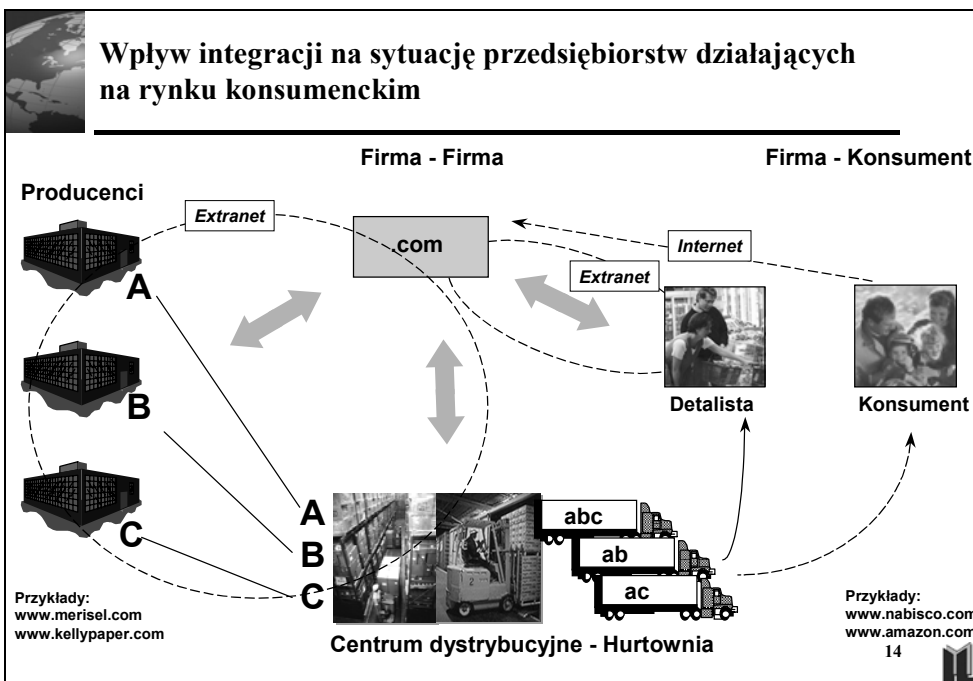 Wpływ integracji na sytuację przedsiębiorstw działających
na rynku konsumenckim
Firma - Firma
Firma - Konsument
Producenci
Extranet
.com
Internet
Extranet
A
B
C
Detalista
Konsument
A
B
C
abc
ab
ac
2
Przykłady:
www.merisel.com
www.kellypaper.com
Centrum dystrybucyjne - Hurtownia
Przykłady:
www.nabisco.com
www.amazon.com
14